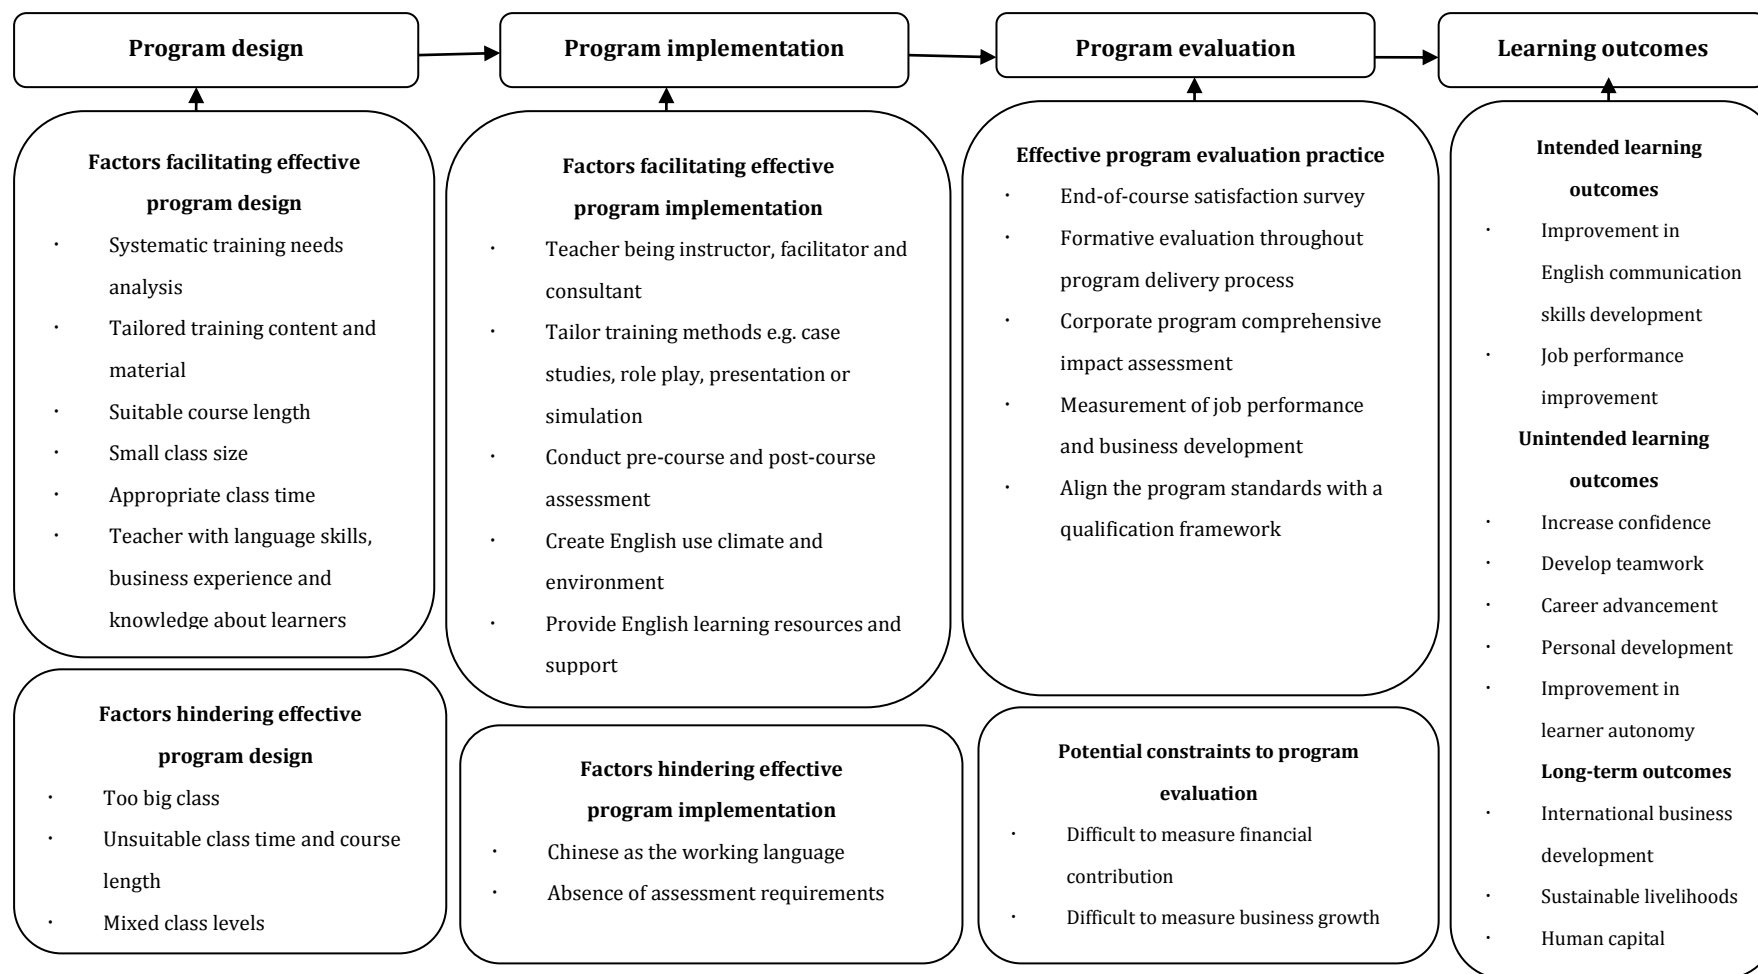 Program design
Program implementation
Program evaluation
Learning outcomes
Factors facilitating effective
program design
· Systematic training needs
analysis
· Tailored training content and
material
· Suitable course length
· Small class size
· Appropriate class time
· Teacher with language skills,
business experience and
knowledge about learners
Factors hindering effective
program design
· Too big class
· Unsuitable class time and course
length
· Mixed class levels
Factors facilitating effective
program implementation
· Teacher being instructor, facilitator and
consultant
· Tailor training methods e.g. case
studies, role play, presentation or
simulation
· Conduct pre-course and post-course
assessment
· Create English use climate and
environment
· Provide English learning resources and
support
Factors hindering effective
program implementation
· Chinese as the working language
· Absence of assessment requirements
Effective program evaluation practice
· End-of-course satisfaction survey
· Formative evaluation throughout
program delivery process
· Corporate program comprehensive
impact assessment
· Measurement of job performance
and business development
· Align the program standards with a
qualification framework
Potential constraints to program
evaluation
· Difficult to measure financial
contribution
· Difficult to measure business growth
Intended learning
outcomes
· Improvement in
English communication
skills development
· Job performance
improvement
Unintended learning
outcomes
· Increase confidence
· Develop teamwork
· Career advancement
· Personal development
· Improvement in
learner autonomy
Long-term outcomes
· International business
development
· Sustainable livelihoods
· Human capital